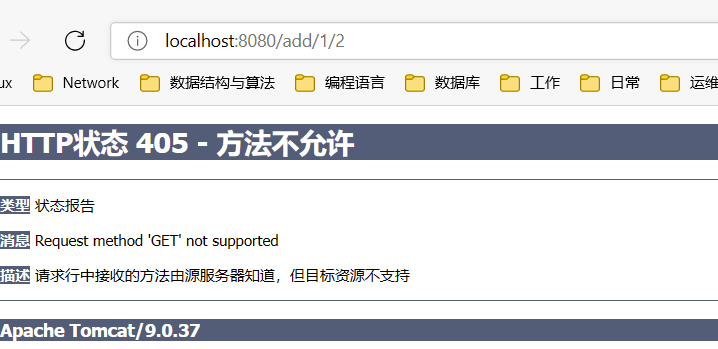 localhost:8080/add/1/2
ux Network 数据结构与算法 编程语言 数据库 工作 日常 运维
HTTP状态 405 - 方法不允许
类型 状态报告
消息 Request method 'GET' not supported
描述 请求行中接收的方法由源服务器知道，但目标资源不支持
Apache Tomcat/9.0.37